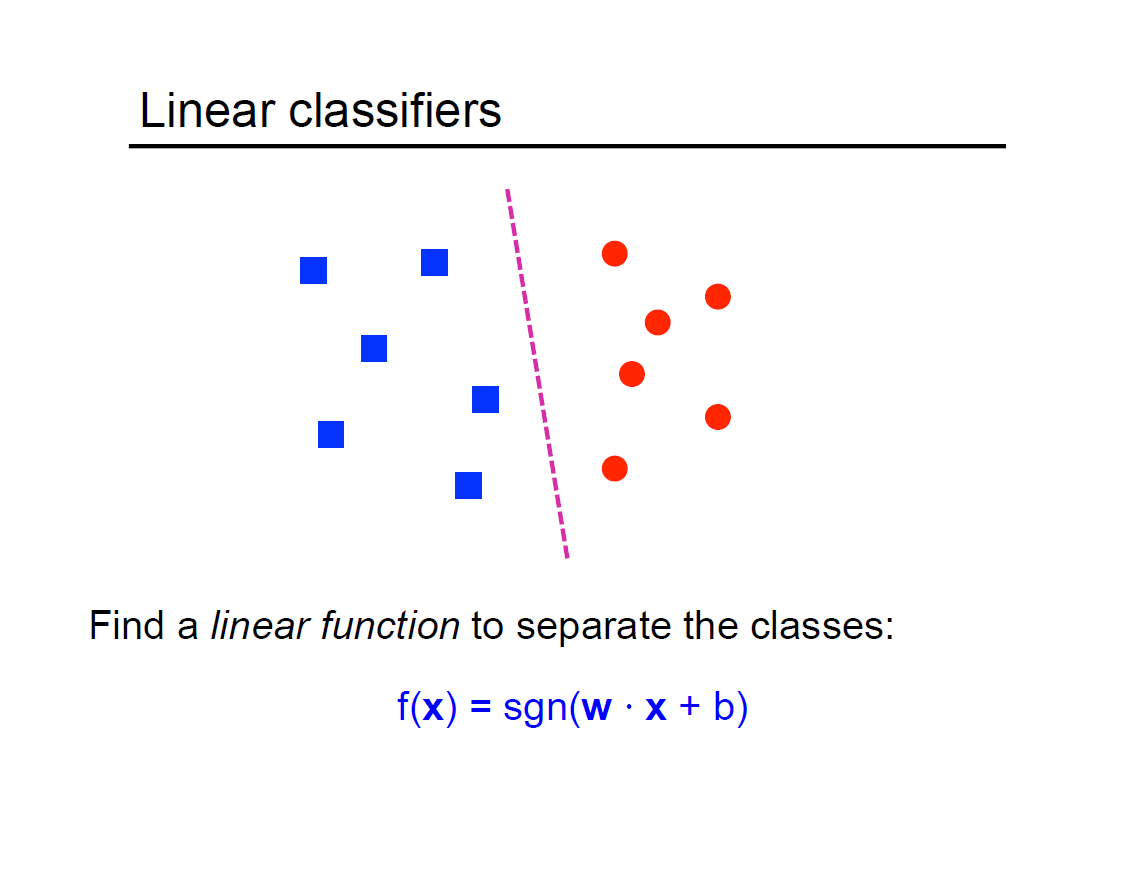 Linear classifiers
Find a linear function to separate the classes:
f(x) = sgn(w · x + b)